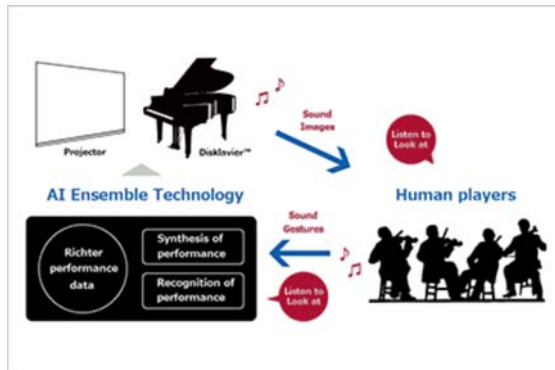 Sound
Images
Listen to
Look at
Projector
Disklavier™
AI Ensemble Technology
Human players
Richter
performance
data
Synthesis of
performance
Recognition of
performance
Sound
Gestures
Listen to
Look at